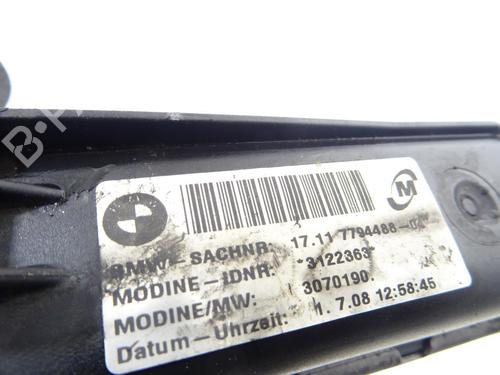 BMW-SACHNR: 17.11 7794488-
MODINE-IDNR: *3122363*
MODINE/MW: 3070190
Datum-Uhrzeit: 1. 7.08 12:58:45